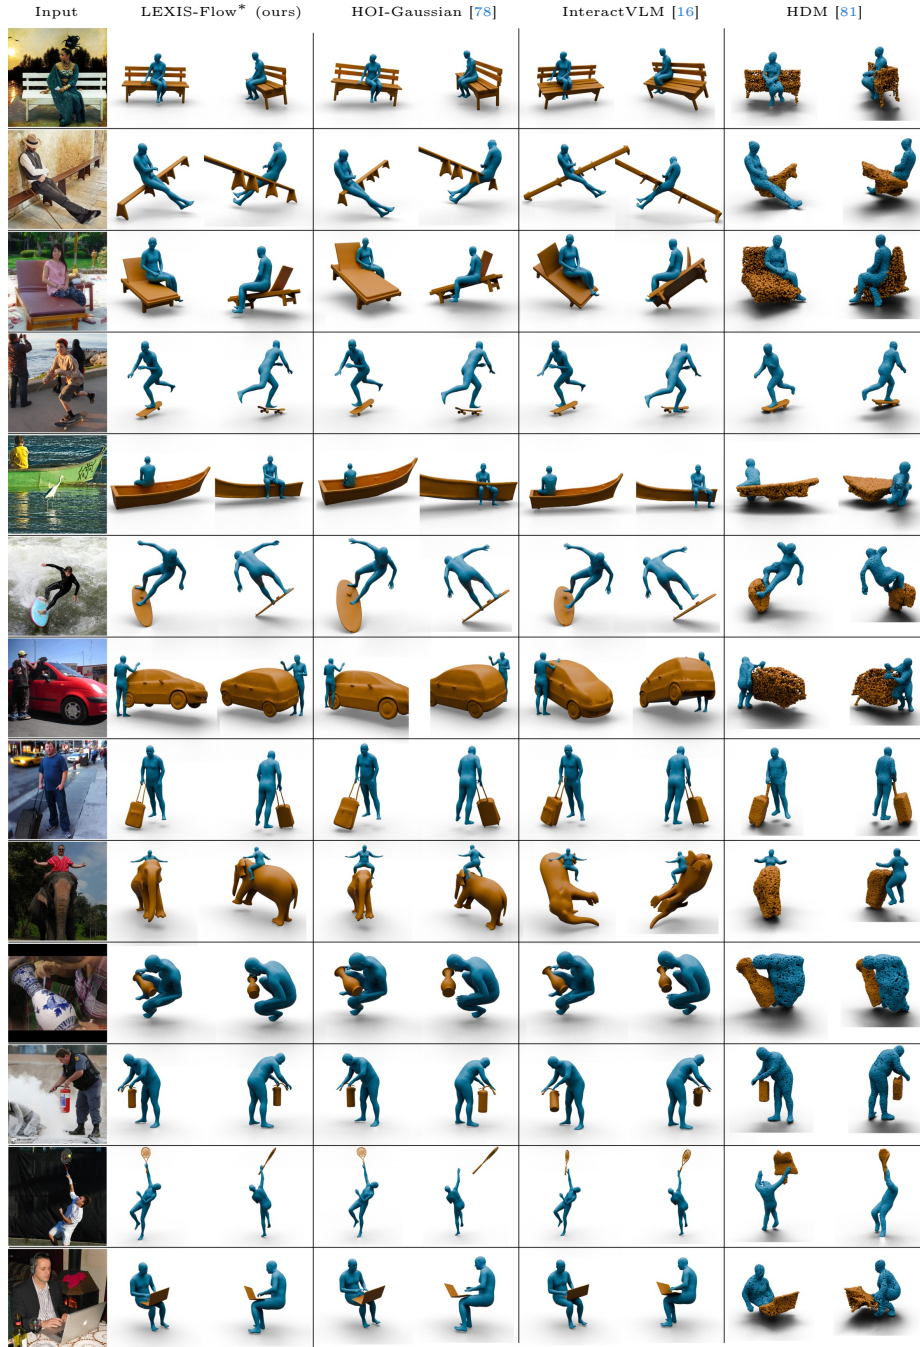 Input LEXIS-Flow* (ours) HOI-Gaussian [78] InteractVLM [16] HDM [81]